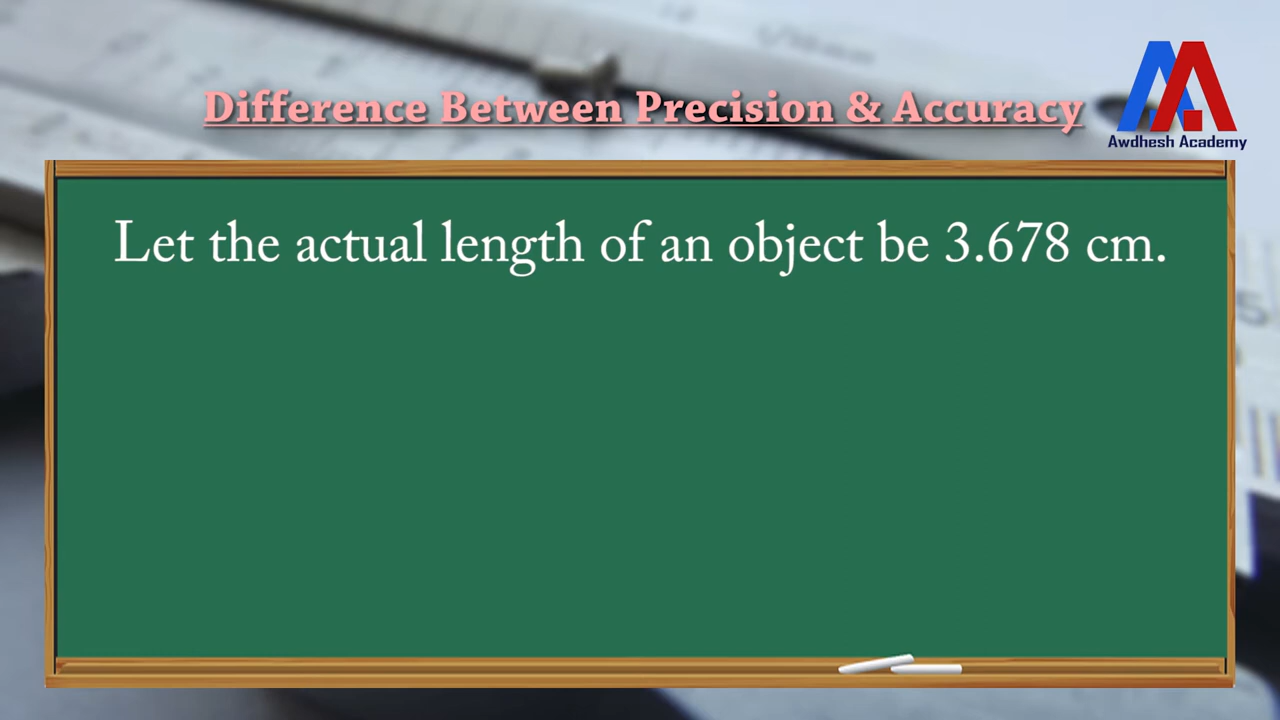 Difference Between Precision & Accuracy
Awdhesh Academy
Let the actual length of an object be 3.678 cm.